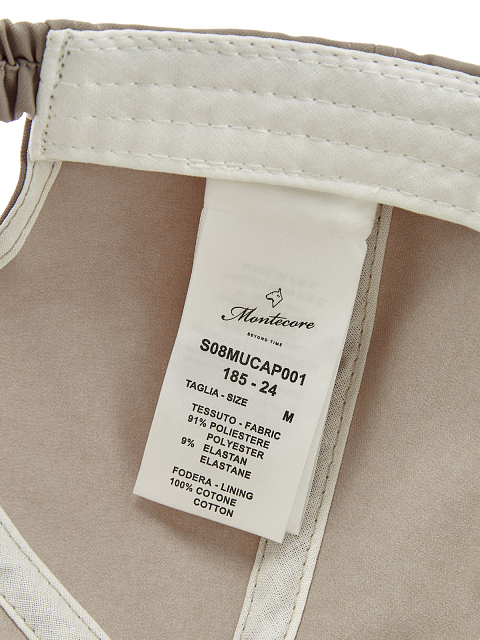 Montecore
BEYOND TIME
S08MUCAP001
185 - 24
TAGLIA - SIZE M
TESSUTO - FABRIC
91% POLIESTERE
POLYESTER
9% ELASTAN
ELASTANE
FODERA - LINING
100% COTONE
COTTON